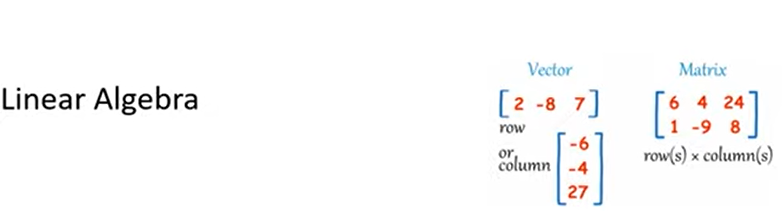 Linear Algebra
Vector
[ 2 -8 7 ]
row
or
column
-6
-4
27
Matrix
6 4 24
1 -9 8
row(s) × column(s)